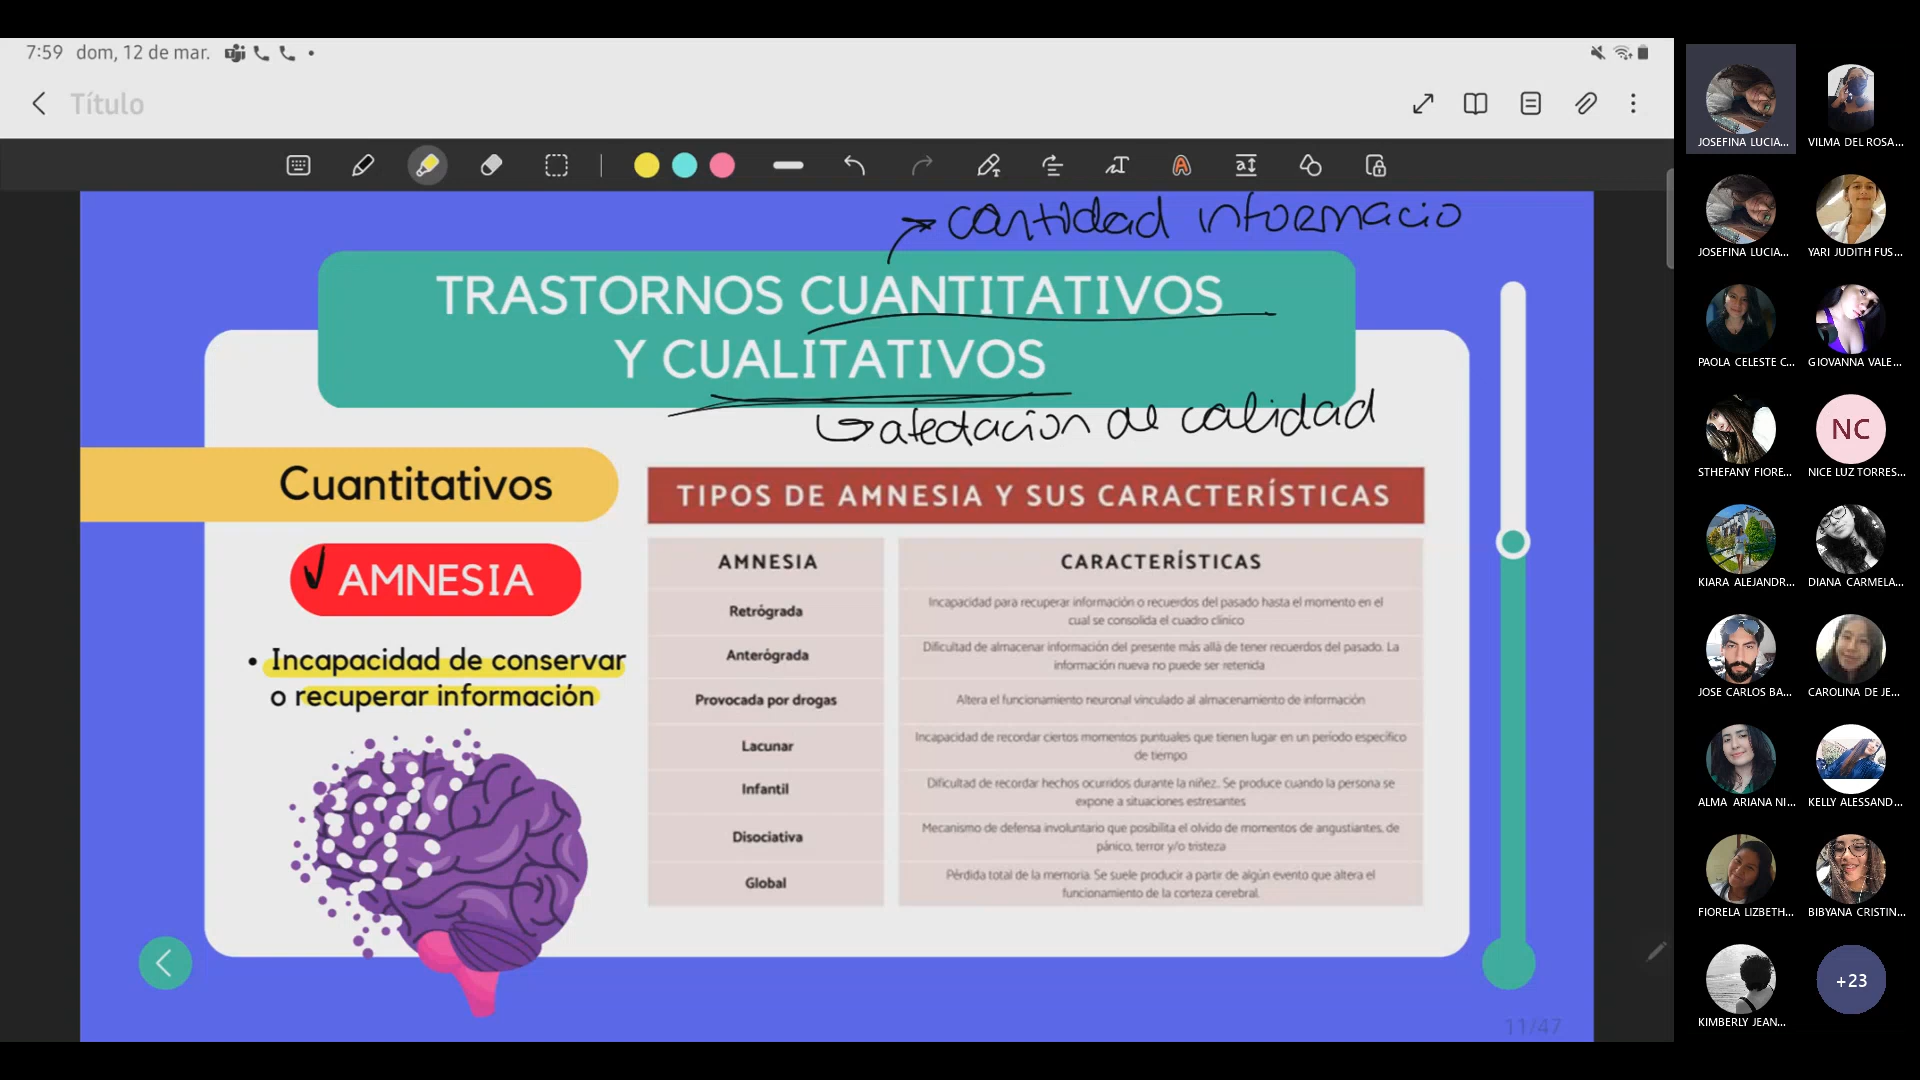 7:59 dom, 12 de mar.
Título
cantidad informacio
TRASTORNOS CUANTITATIVOS
Y CUALITATIVOS
afectacion de calidad
Cuantitativos
AMNESIA
• Incapacidad de conservar
o recuperar información
TIPOS DE AMNESIA Y SUS CARACTERÍSTICAS
AMNESIA
CARACTERÍSTICAS
Retrógrada
Incapacidad para recuperar información o recuerdos del pasado hasta el momento en el
cual se consolida el cuadro clínico
Anterógrada
Dificultad de almacenar información del presente más allá de tener recuerdos del pasado. La
información nueva no puede ser retenida
Provocada por drogas
Altera el funcionamiento neuronal vinculado al almacenamiento de información
Lacunar
Incapacidad de recordar ciertos momentos puntuales que tienen lugar en un período específico
de tiempo
Infantil
Dificultad de recordar hechos ocurridos durante la niñez. Se produce cuando la persona se
expone a situaciones estresantes
Disociativa
Mecanismo de defensa involuntario que posibilita el olvido de momentos de angustiantes, de
pánico, terror y/o tristeza
Global
Pérdida total de la memoria. Se suele producir a partir de algún evento que altera el
funcionamiento de la corteza cerebral.
11/47
JOSEFINA LUCIA...
VILMA DEL ROSA...
JOSEFINA LUCIA...
YARI JUDITH FUS...
PAOLA CELESTE C...
GIOVANNA VALE...
NC
STHEFANY FIORE...
NICE LUZ TORRES...
KIARA ALEJANDR...
DIANA CARMELA...
JOSE CARLOS BA...
CAROLINA DE JE...
ALMA ARIANA NI...
KELLY ALESSAND...
FIORELA LIZBETH...
BIBYANA CRISTIN...
KIMBERLY JEAN...
+23